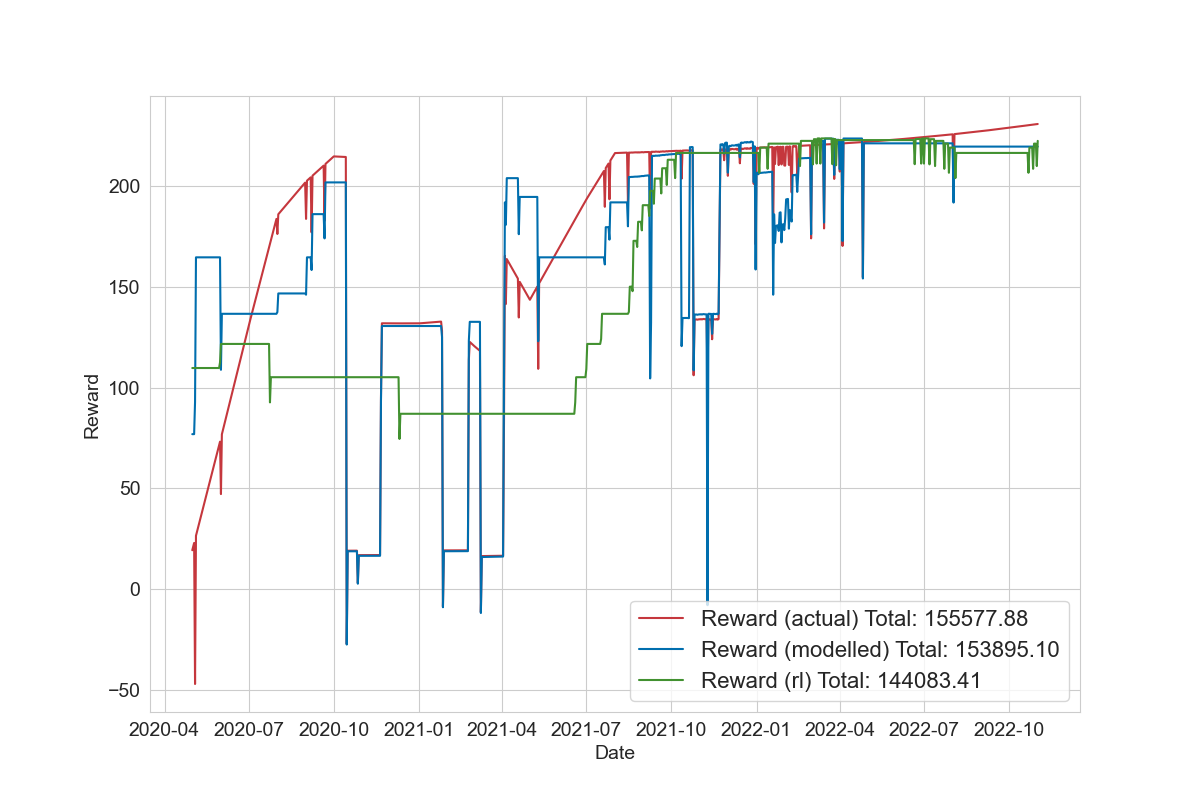 200
150
100
50
0
−50
Reward
2020-04 2020-07 2020-10 2021-01 2021-04 2021-07 2021-10 2022-01 2022-04 2022-07 2022-10
Date
Reward (actual) Total: 155577.88
Reward (modelled) Total: 153895.10
Reward (rl) Total: 144083.41